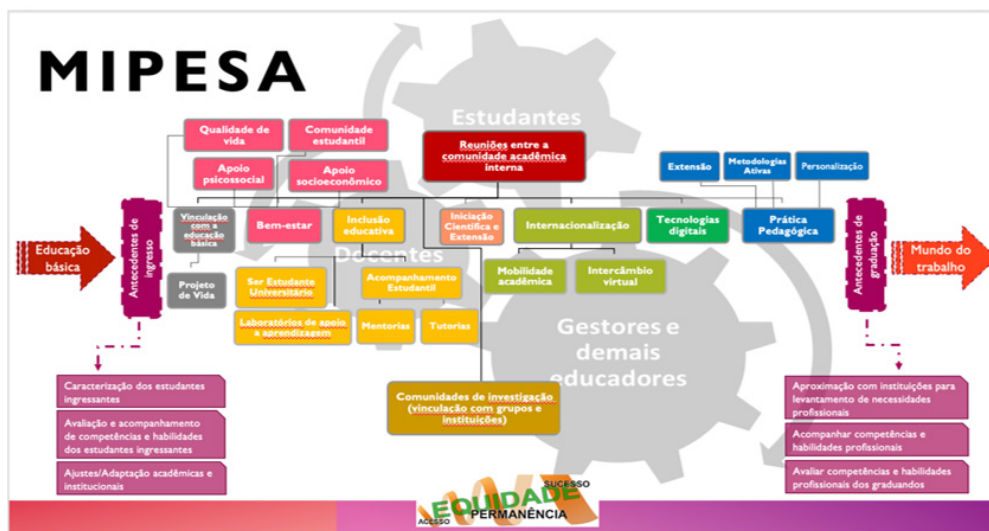 MIPESA
Estudantes
Docentes
Gestores e
demais
educadores
Reuniões entre a
comunidade acadêmica
interna
Qualidade de
vida
Comunidade
estudantil
Apoio
psicossocial
Apoio
socioeconômico
Extensão
Metodologias
Ativas
Personalização
Vinculação
com a
educação
básica
Bem-estar
Inclusão
educativa
Iniciação
Científica e
Extensão
Internacionalização
Tecnologias
digitais
Prática
Pedagógica
Educação
básica
Antecedentes de
ingresso
Antecedentes de
graduação
Mundo do
trabalho
Projeto
de Vida
Ser Estudante
Universitário
Acompanhamento
Estudantil
Laboratórios de apoio
a aprendizagem
Mentorias
Tutorias
Mobilidade
acadêmica
Intercâmbio
virtual
Comunidades de investigação
(vinculação com grupos e
instituições)
Caracterização dos estudantes
ingressantes
Avaliação e acompanhamento
de competências e habilidades
dos estudantes ingressantes
Ajustes/Adaptação acadêmicas e
institucionais
Aproximação com instituições para
levantamento de necessidades
profissionais
Acompanhar competências e
habilidades profissionais
Avaliar competências e habilidades
profissionais dos graduandos
SUCESSO
EQUIDADE
PERMANÊNCIA
ACESSO